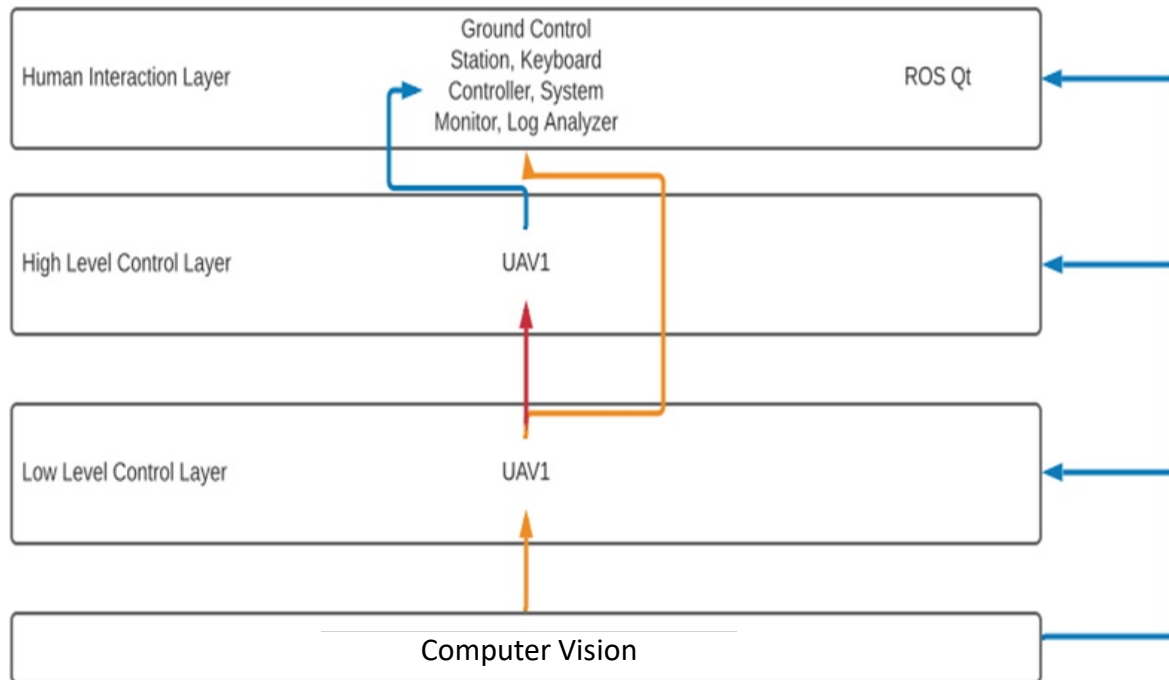 Human Interaction Layer
Ground Control
Station, Keyboard
Controller, System
Monitor, Log Analyzer
ROS Qt
High Level Control Layer
UAV1
Low Level Control Layer
UAV1
Computer Vision